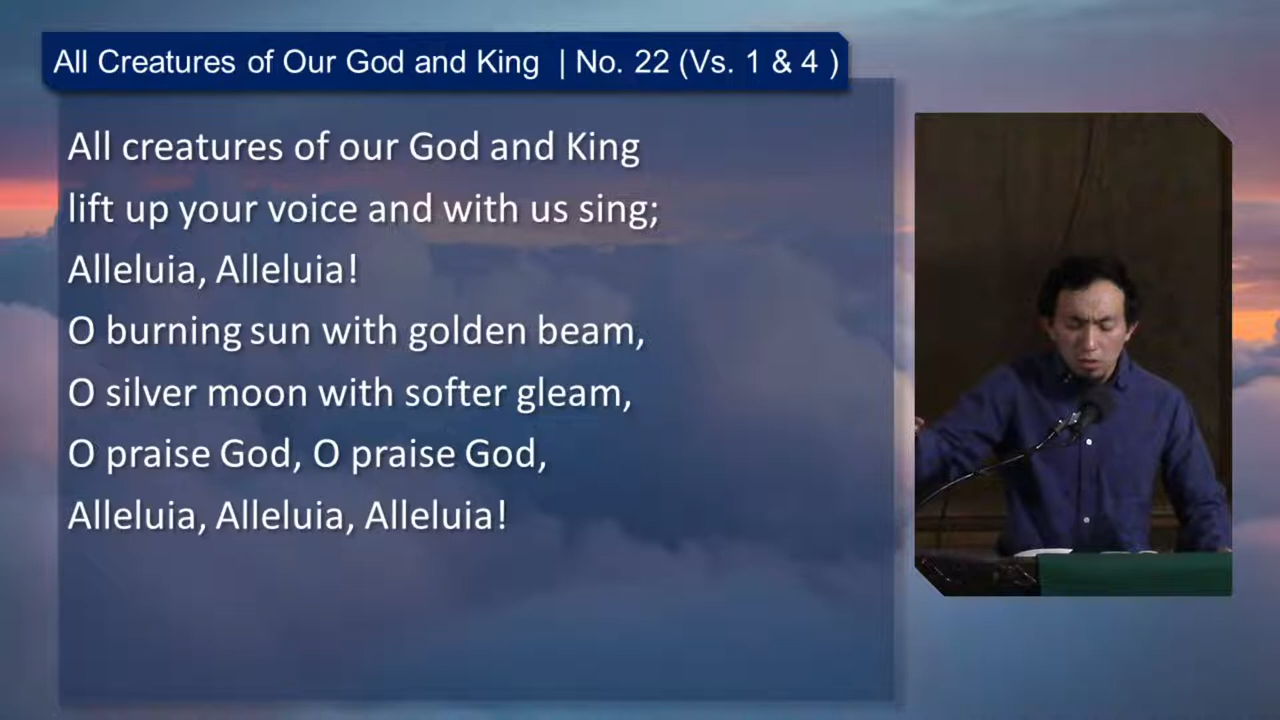 All Creatures of Our God and King | No. 22 (Vs. 1 & 4 )
All creatures of our God and King
lift up your voice and with us sing;
Alleluia, Alleluia!
O burning sun with golden beam,
O silver moon with softer gleam,
O praise God, O praise God,
Alleluia, Alleluia, Alleluia!